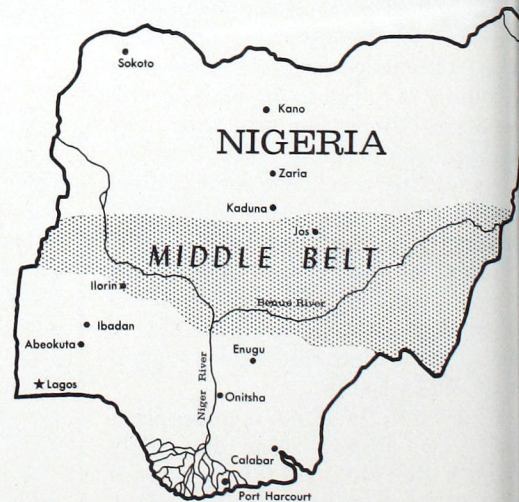 Sokoto
Kano
NIGERIA
Zaria
Kaduna
Jos
MIDDLE BELT
Ilorin
Benue River
Ibadan
Abeokuta
Enugu
Niger River
Lagos
Onitsha
Calabar
Port Harcourt